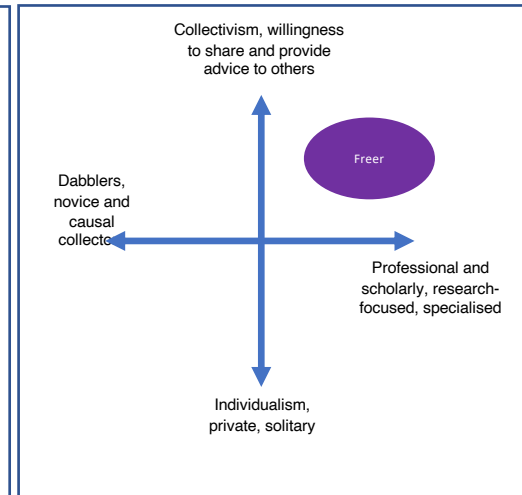 Collectivism, willingness
to share and provide
advice to others
Freer
Dabblers,
novice and
causal
Professional and
scholarly, research-
focused, specialised
Individualism,
private, solitary